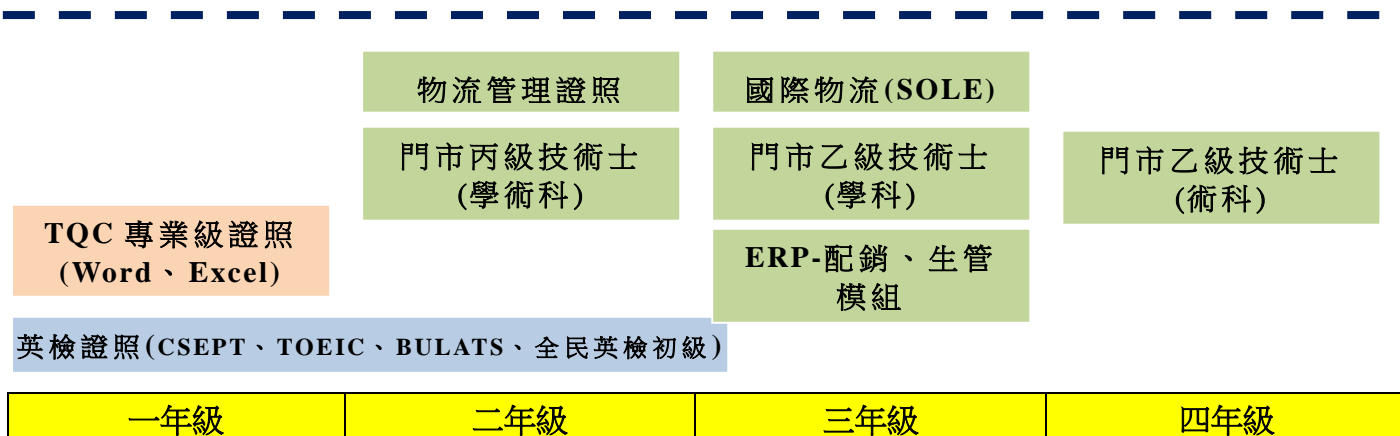 物流管理證照
國際物流(SOLE)
門市丙級技術士
(學術科)
門市乙級技術士
(學科)
門市乙級技術士
(術科)
TQC 專業級證照
(Word、Excel)
ERP-配銷、生管
模組
英檢證照(CSEPT、TOEIC、BULATS、全民英檢初級)
一年級
二年級
三年級
四年級